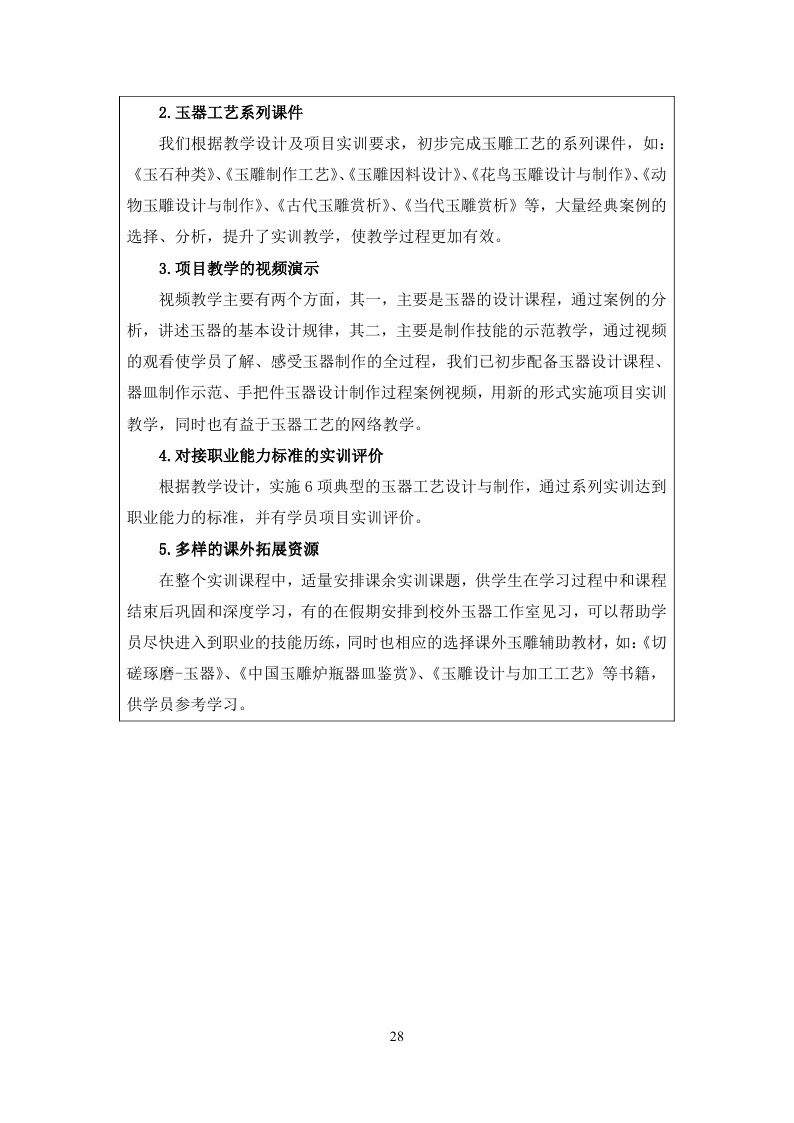 2.玉器工艺系列课件
我们根据教学设计及项目实训要求，初步完成玉雕工艺的系列课件，如：
《玉石种类》、《玉雕制作工艺》、《玉雕因料设计》、《花鸟玉雕设计与制作》、《动
物玉雕设计与制作》、《古代玉雕赏析》、《当代玉雕赏析》等，大量经典案例的
选择、分析，提升了实训教学，使教学过程更加有效。
3.项目教学的视频演示
视频教学主要有两个方面，其一，主要是玉器的设计课程，通过案例的分
析，讲述玉器的基本设计规律，其二，主要是制作技能的示范教学，通过视频
的观看使学员了解、感受玉器制作的全过程，我们已初步配备玉器设计课程、
器皿制作示范、手把件玉器设计制作过程案例视频，用新的形式实施项目实训
教学，同时也有益于玉器工艺的网络教学。
4.对接职业能力标准的实训评价
根据教学设计，实施 6 项典型的玉器工艺设计与制作，通过系列实训达到
职业能力的标准，并有学员项目实训评价。
5.多样的课外拓展资源
在整个实训课程中，适量安排课余实训课题，供学生在学习过程中和课程
结束后巩固和深度学习，有的在假期安排到校外玉器工作室见习，可以帮助学
员尽快进入到职业的技能历练，同时也相应的选择课外玉雕辅助教材，如：《切
磋琢磨-玉器》、《中国玉雕炉瓶器皿鉴赏》、《玉雕设计与加工工艺》等书籍，
供学员参考学习。
28